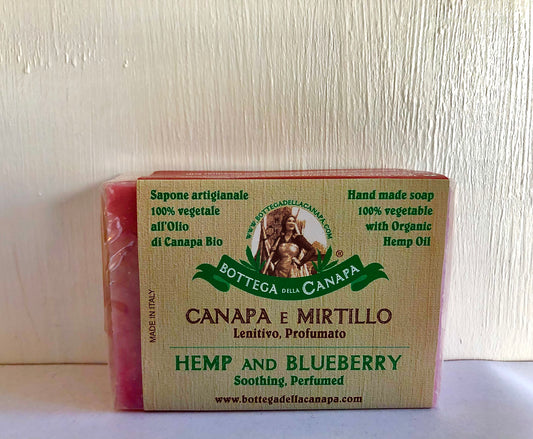 Sapone artigianale
100% vegetale
all'Olio
di Canapa Bio
Hand made soap
100% vegetable
with Organic
Hemp Oil
WWW.BOTTEGADELLACANAPA.COM
®
BOTTEGA DELLA CANAPA
MADE IN ITALY
CANAPA E MIRTILLO
Lenitivo, Profumato
HEMP AND BLUEBERRY
Soothing, Perfumed
www.bottegadellacanapa.com